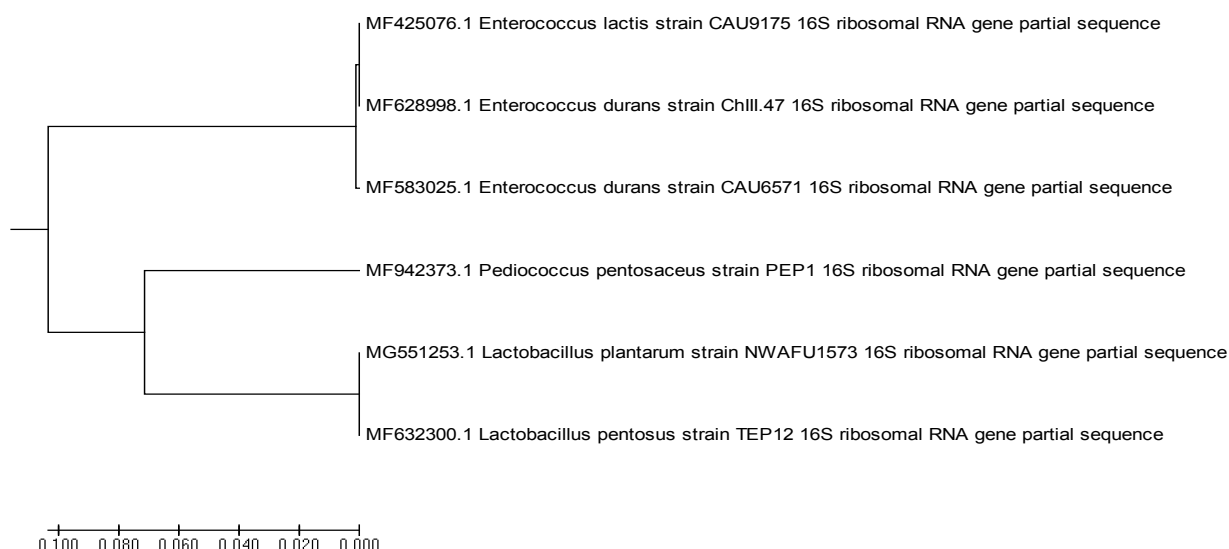 MF425076.1 Enterococcus lactis strain CAU9175 16S ribosomal RNA gene partial sequence
MF628998.1 Enterococcus durans strain ChIII.47 16S ribosomal RNA gene partial sequence
MF583025.1 Enterococcus durans strain CAU6571 16S ribosomal RNA gene partial sequence
MF942373.1 Pediococcus pentosaceus strain PEP1 16S ribosomal RNA gene partial sequence
MG551253.1 Lactobacillus plantarum strain NWAFU1573 16S ribosomal RNA gene partial sequence
MF632300.1 Lactobacillus pentosus strain TEP12 16S ribosomal RNA gene partial sequence
0.100 0.080 0.060 0.040 0.020 0.000